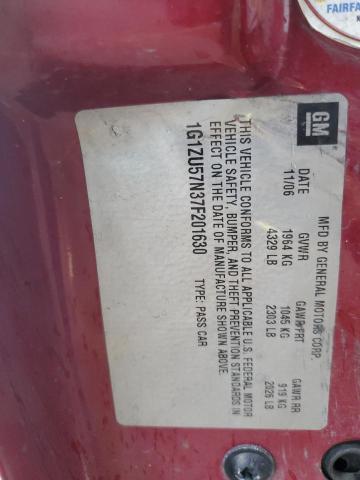 FAIRFA
GM
MFD BY GENERAL MOTORS CORP.
DATE GVWR GAWR FRT GAWR RR
11/06 1964 KG 1045 KG 919 KG
4329 LB 2303 LB 2026 LB
THIS VEHICLE CONFORMS TO ALL APPLICABLE U.S. FEDERAL MOTOR
VEHICLE SAFETY, BUMPER, AND THEFT PREVENTION STANDARDS IN
EFFECT ON THE DATE OF MANUFACTURE SHOWN ABOVE.
1G1ZU57N37F201630 TYPE: PASS CAR